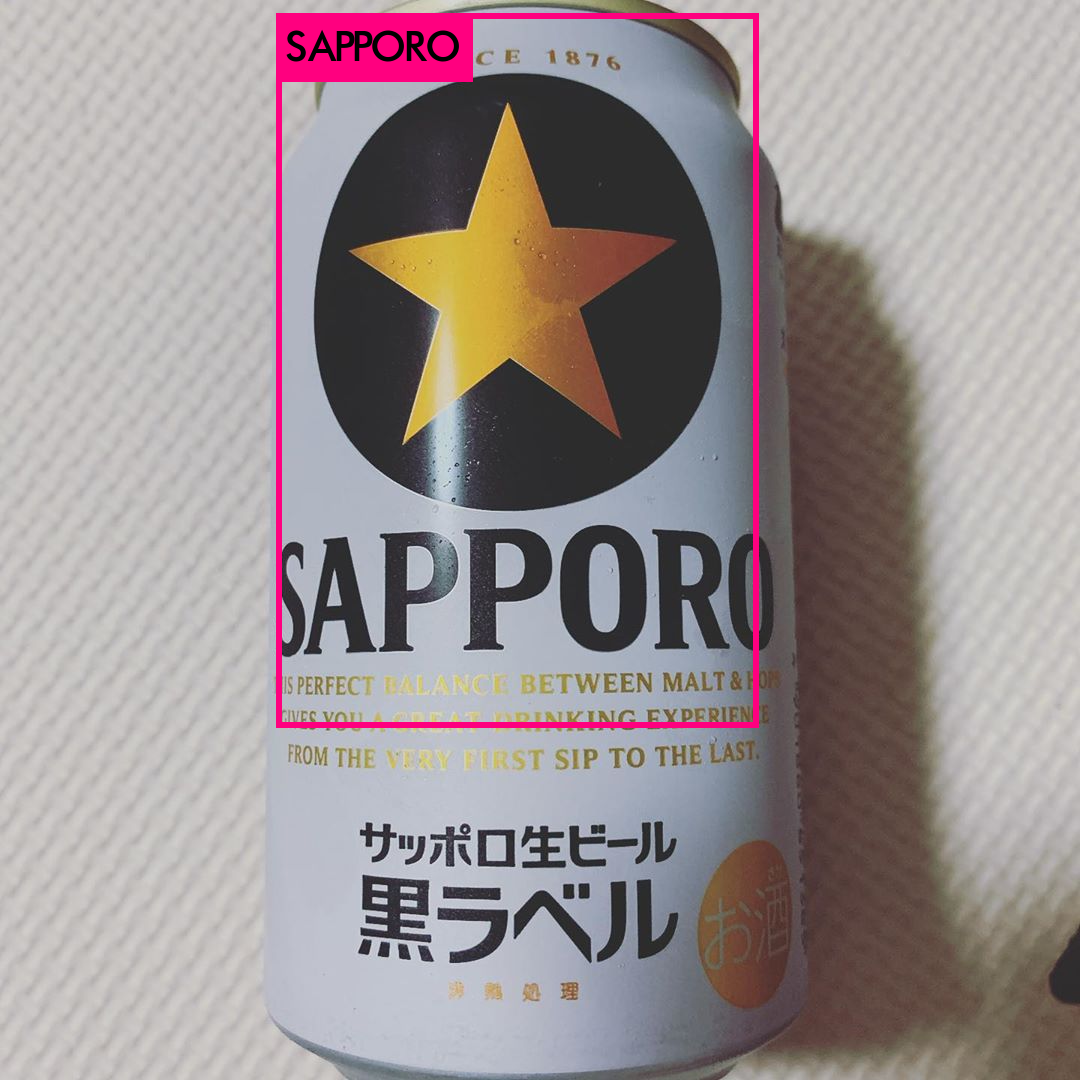 SAPPORO
CE 1876
SAPPORO
PERFECT BALANCE BETWEEN MALT & HOPS
GIVES YOU A GREAT DRINKING EXPERIENCE
FROM THE VERY FIRST SIP TO THE LAST.
サッポロ生ビール
黒ラベル
お酒
非熱処理